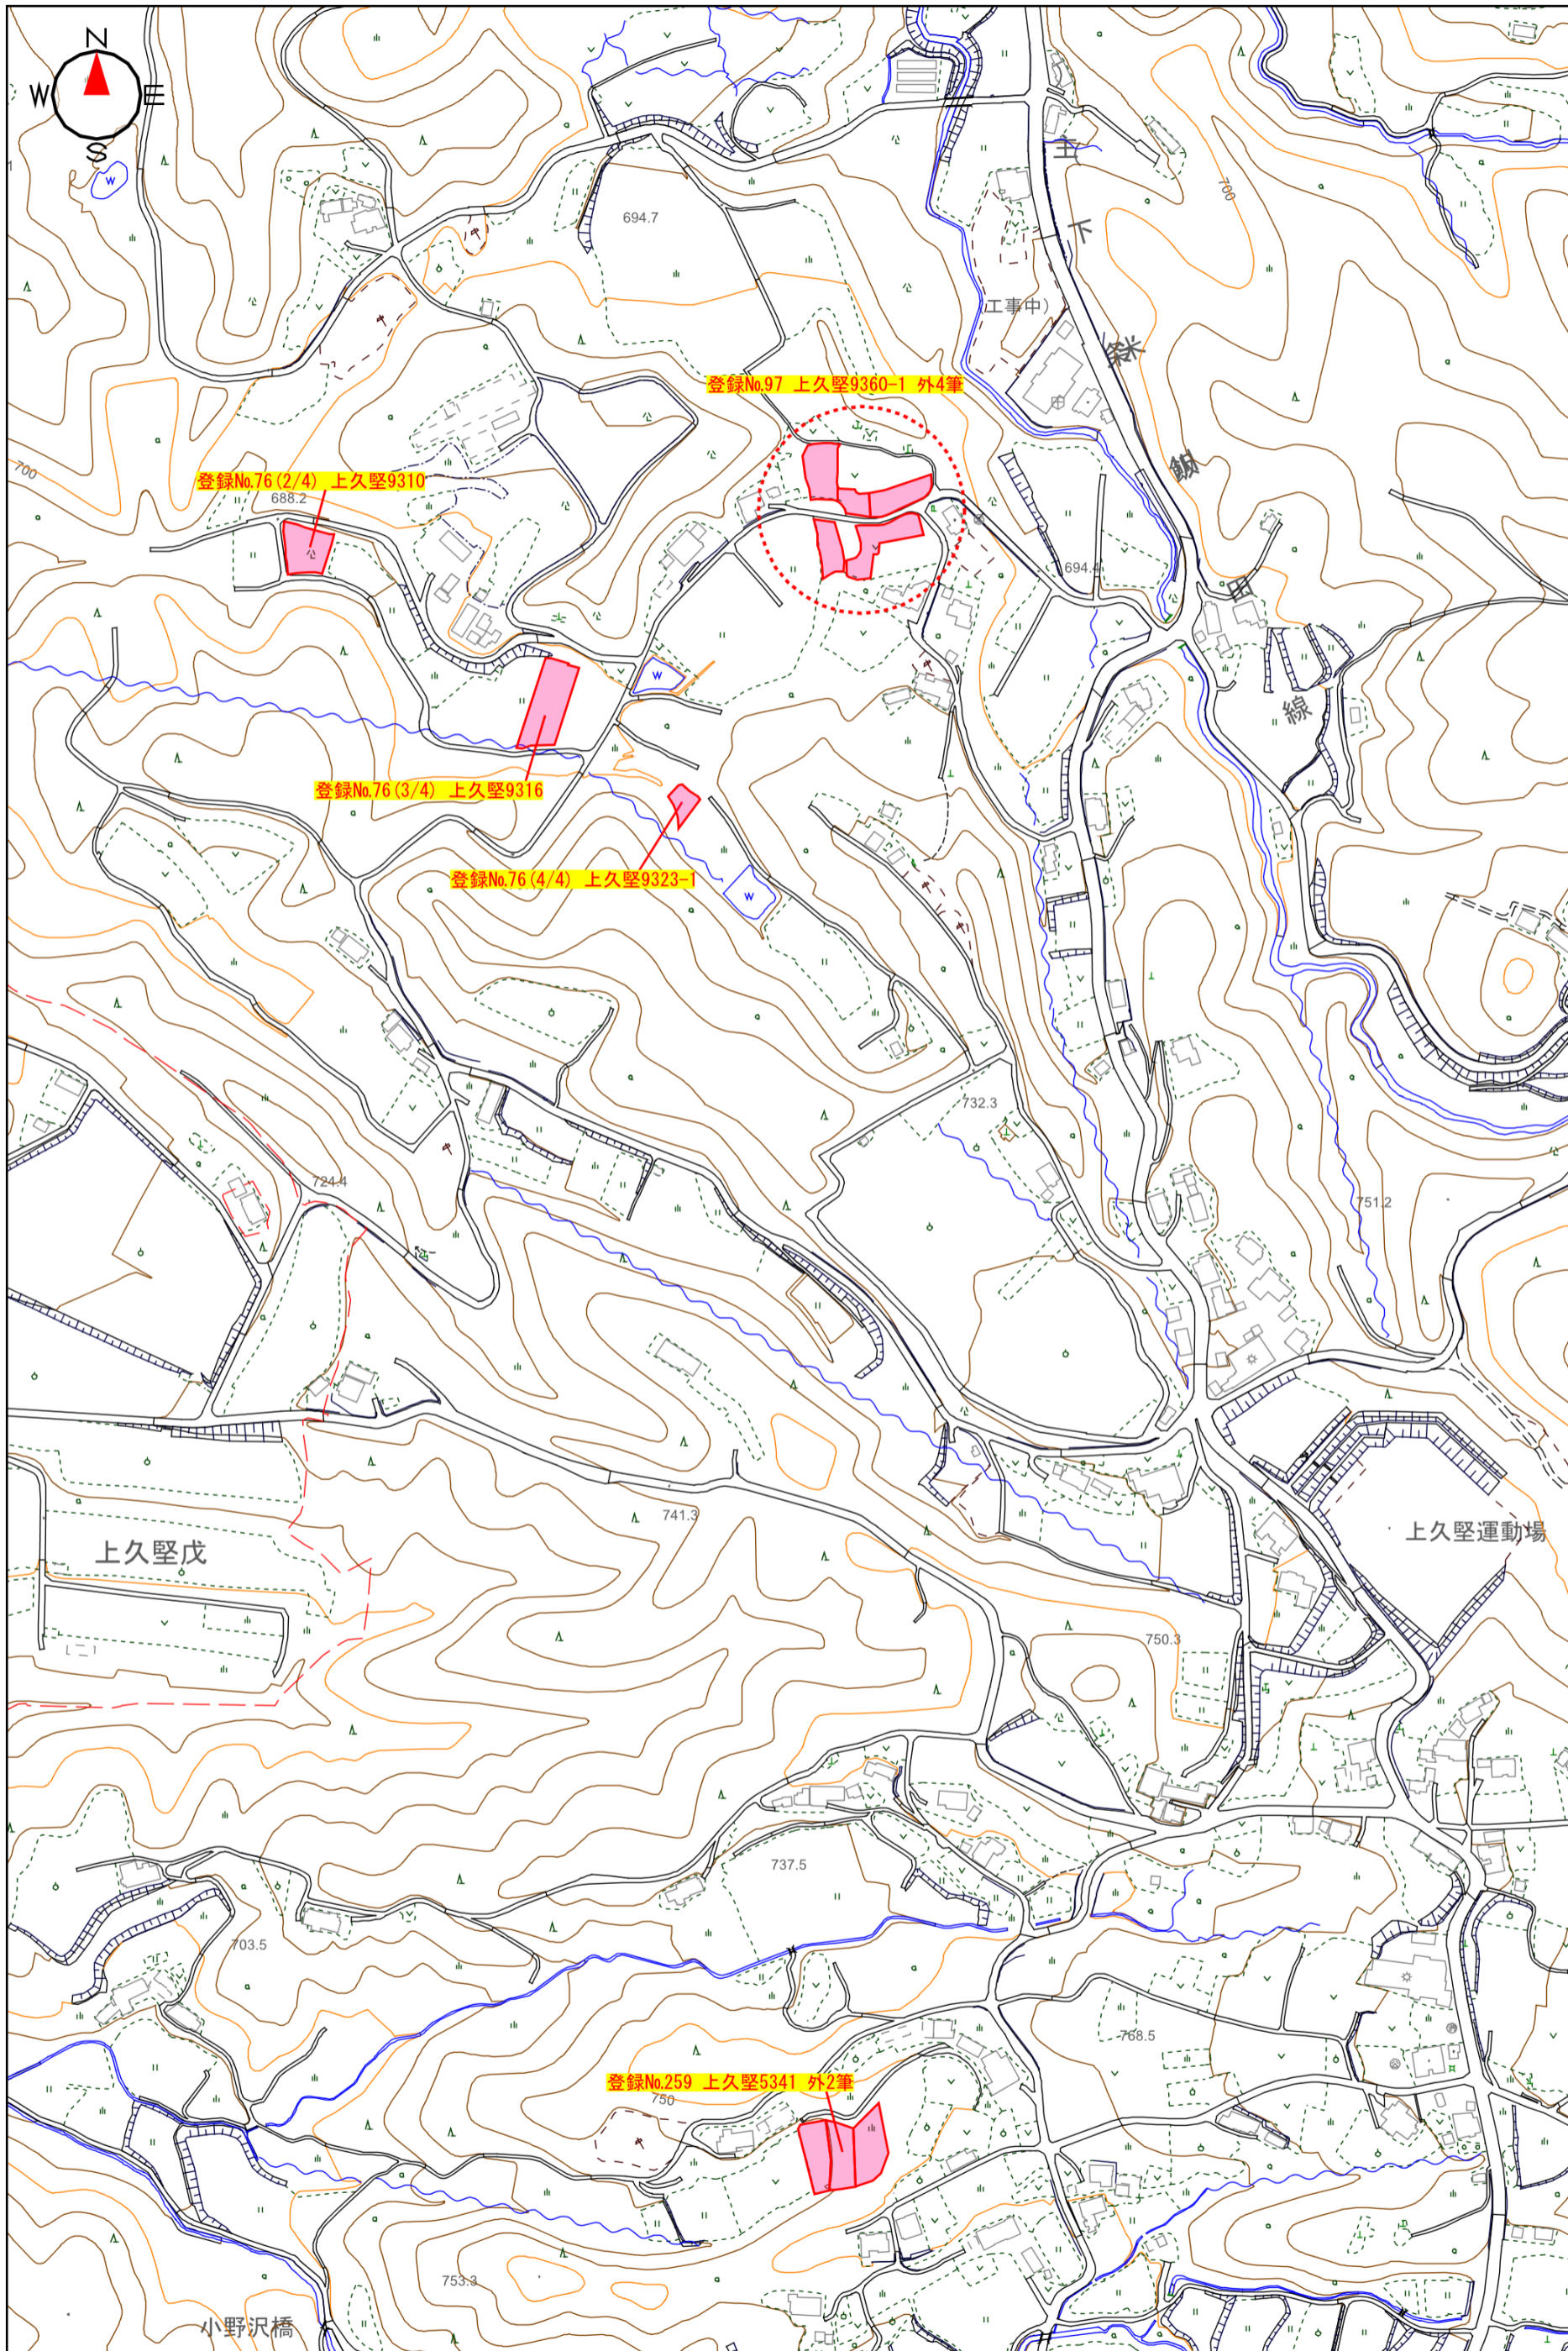 N
W E
S
W
694.7
主
下
粂
米
(工事中)
700
登録No.97 上久堅9360-1 外4筆
飯
700
登録No.76(2/4) 上久堅9310
688.2
694.4
田
W
線
登録No.76(3/4) 上久堅9316
登録No.76(4/4) 上久堅9323-1
W
732.3
724.4
751.2
741.3
上久堅運動場
上久堅戊
750.3
737.5
703.5
768.5
登録No.259 上久堅5341 外2筆
750
753.3
小野沢橋